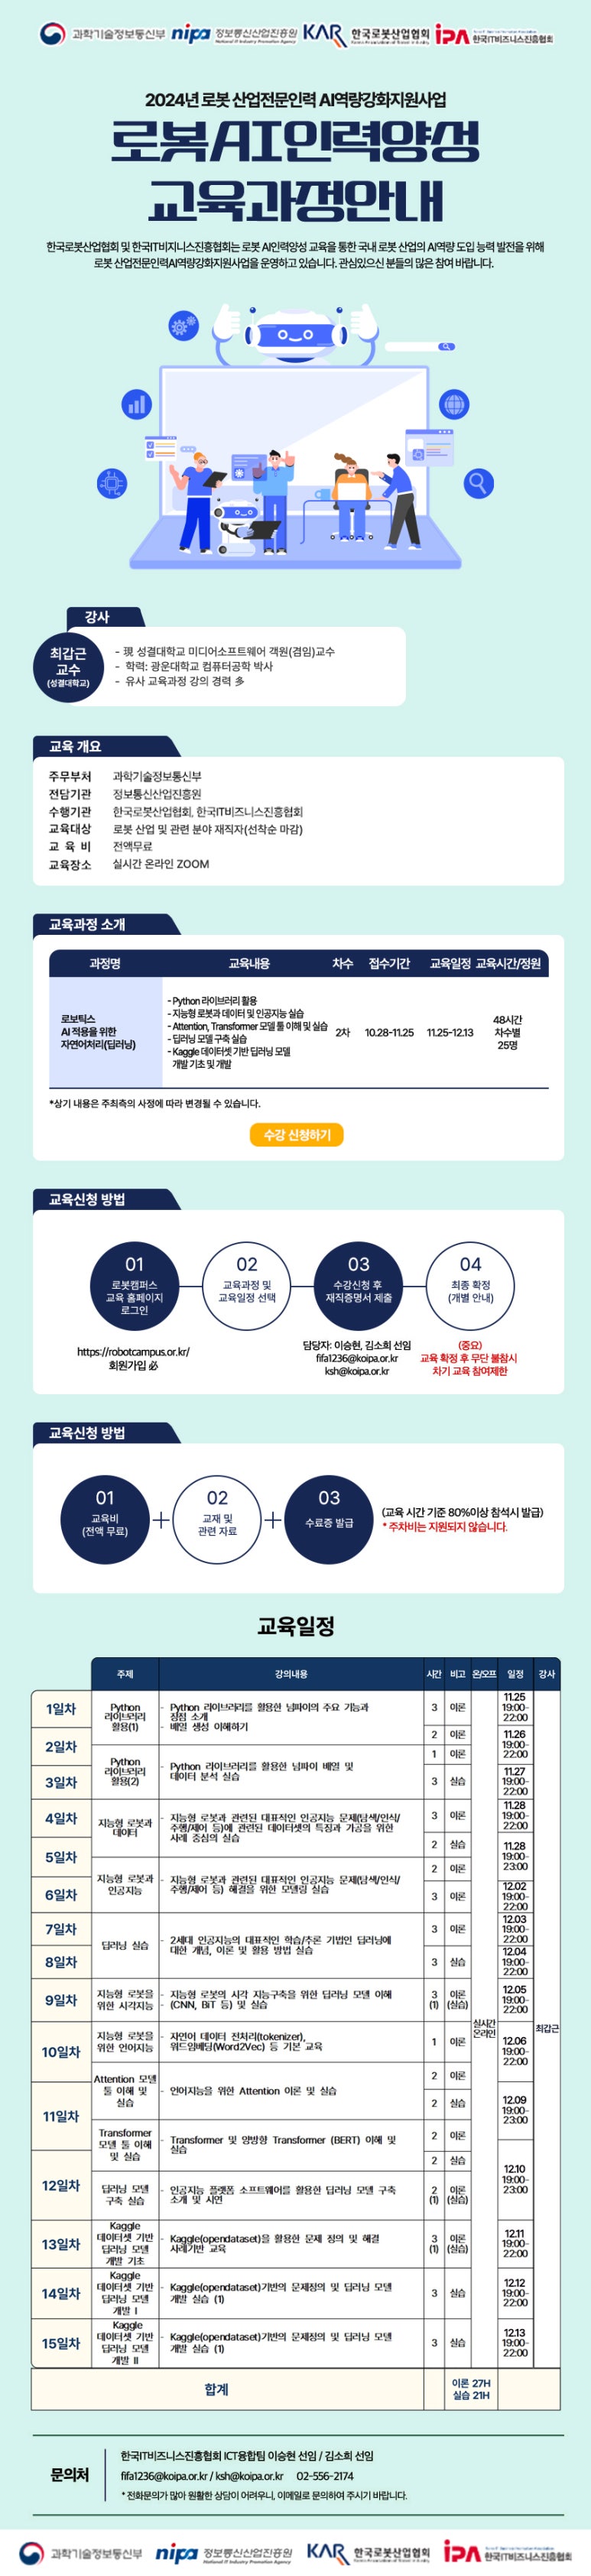 과학기술정보통신부 nipa 정보통신산업진흥원 KAR 한국로봇산업협회 iPA 한국IT비즈니스진흥협회
National IT Industry Promotion Agency
2024년 로봇 산업전문인력 AI역량강화지원사업
로봇AI인력양성
교육과정안내
한국로봇산업협회 및 한국IT비지니스진흥협회는 로봇 AI인력양성 교육을 통한 국내 로봇 산업의 AI역량 도입 능력 발전을 위해
로봇 산업전문인력AI역량강화지원사업을 운영하고 있습니다. 관심있으신 분들의 많은 참여 바랍니다.
강사
최갑근
교수
(성결대학교)
- 現 성결대학교 미디어소프트웨어 객원(겸임)교수
- 학력: 광운대학교 컴퓨터공학 박사
- 유사 교육과정 강의 경력 多
교육 개요
주무부처 과학기술정보통신부
전담기관 정보통신산업진흥원
수행기관 한국로봇산업협회, 한국IT비즈니스진흥협회
교육대상 로봇 산업 및 관련 분야 재직자(선착순 마감)
교 육 비 전액무료
교육장소 실시간 온라인 ZOOM
교육과정 소개
과정명 교육내용 차수 접수기간 교육일정 교육시간/정원
로보틱스
AI 적용을 위한
자연어처리(딥러닝)
- Python 라이브러리 활용
- 지능형 로봇과 데이터 및 인공지능 실습
- Attention, Transformer 모델 툴 이해 및 실습
- 딥러닝 모델 구축 실습
- Kaggle 데이터셋 기반 딥러닝 모델
개발 기초 및 개발
2차 10.28-11.25 11.25-12.13
48시간
차수별
25명
*상기 내용은 주최측의 사정에 따라 변경될 수 있습니다.
수강 신청하기
교육신청 방법
01
로봇캠퍼스
교육 홈페이지
로그인
02
교육과정 및
교육일정 선택
03
수강신청 후
재직증명서 제출
04
최종 확정
(개별 안내)
https://robotcampus.or.kr/
회원가입 必
담당자: 이승현, 김소희 선임
fifa1236@koipa.or.kr
ksh@koipa.or.kr
(중요)
교육 확정 후 무단 불참시
차기 교육 참여제한
교육신청 방법
01
교육비
(전액 무료)
+
02
교재 및
관련 자료
+
03
수료증 발급
(교육 시간 기준 80%이상 참석시 발급)
* 주차비는 지원되지 않습니다.
교육일정
주제 강의내용 시간 비고 온/오프 일정 강사
1일차
Python
라이브러리
활용(1)
- Python 라이브러리를 활용한 넘파이의 주요 기능과
장점 소개
- 배열 생성 이해하기
3 이론
11.25
19:00-
22:00
2일차
2 이론
1 이론
11.26
19:00-
22:00
Python
라이브러리
활용(2)
- Python 라이브러리를 활용한 넘파이 배열 및
데이터 분석 실습
3일차
3 실습
11.27
19:00-
22:00
4일차
지능형 로봇과
데이터
- 지능형 로봇과 관련된 대표적인 인공지능 문제(탐색/인식/
주행/제어 등)에 관련된 데이터셋의 특징과 가공을 위한
사례 중심의 실습
3 이론
11.28
19:00-
22:00
5일차
2 실습
2 이론
11.28
19:00-
23:00
지능형 로봇과
인공지능
- 지능형 로봇과 관련된 대표적인 인공지능 문제(탐색/인식/
주행/제어 등) 해결을 위한 모델링 실습
6일차
3 이론
12.02
19:00-
22:00
7일차
딥러닝 실습
- 2세대 인공지능의 대표적인 학습/추론 기법인 딥러닝에
대한 개념, 이론 및 활용 방법 실습
3 이론
12.03
19:00-
22:00
8일차
3 실습
12.04
19:00-
22:00
9일차
지능형 로봇을
위한 시각지능
- 지능형 로봇의 시각 지능구축을 위한 딥러닝 모델 이해
- (CNN, BiT 등) 및 실습
3
(1)
이론
(실습)
12.05
19:00-
22:00
실시간
온라인
최갑근
10일차
지능형 로봇을
위한 언어지능
- 자연어 데이터 전처리(tokenizer),
워드임베딩(Word2Vec) 등 기본 교육
1 이론
12.06
19:00-
22:00
Attention 모델
툴 이해 및
실습
- 언어지능을 위한 Attention 이론 및 실습
2 이론
11일차
2 실습
12.09
19:00-
23:00
Transformer
모델 툴 이해
및 실습
- Transformer 및 양방향 Transformer (BERT) 이해 및
실습
2 이론
2 실습
12일차
딥러닝 모델
구축 실습
- 인공지능 플랫폼 소프트웨어를 활용한 딥러닝 모델 구축
소개 및 시연
2
(1)
이론
(실습)
12.10
19:00-
23:00
13일차
Kaggle
데이터셋 기반
딥러닝 모델
개발 기초
- Kaggle(opendataset)을 활용한 문제 정의 및 해결
사례기반 교육
3
(1)
이론
(실습)
12.11
19:00-
22:00
14일차
Kaggle
데이터셋 기반
딥러닝 모델
개발 I
- Kaggle(opendataset)기반의 문제정의 및 딥러닝 모델
개발 실습 (1)
3 실습
12.12
19:00-
22:00
15일차
Kaggle
데이터셋 기반
딥러닝 모델
개발 II
- Kaggle(opendataset)기반의 문제정의 및 딥러닝 모델
개발 실습 (1)
3 실습
12.13
19:00-
22:00
합계
이론 27H
실습 21H
문의처
한국IT비즈니스진흥협회 ICT융합팀 이승현 선임 / 김소희 선임
fifa1236@koipa.or.kr / ksh@koipa.or.kr 02-556-2174
* 전화문의가 많아 원활한 상담이 어려우니, 이메일로 문의하여 주시기 바랍니다.
과학기술정보통신부 nipa 정보통신산업진흥원 KAR 한국로봇산업협회 iPA 한국IT비즈니스진흥협회
National IT Industry Promotion Agency